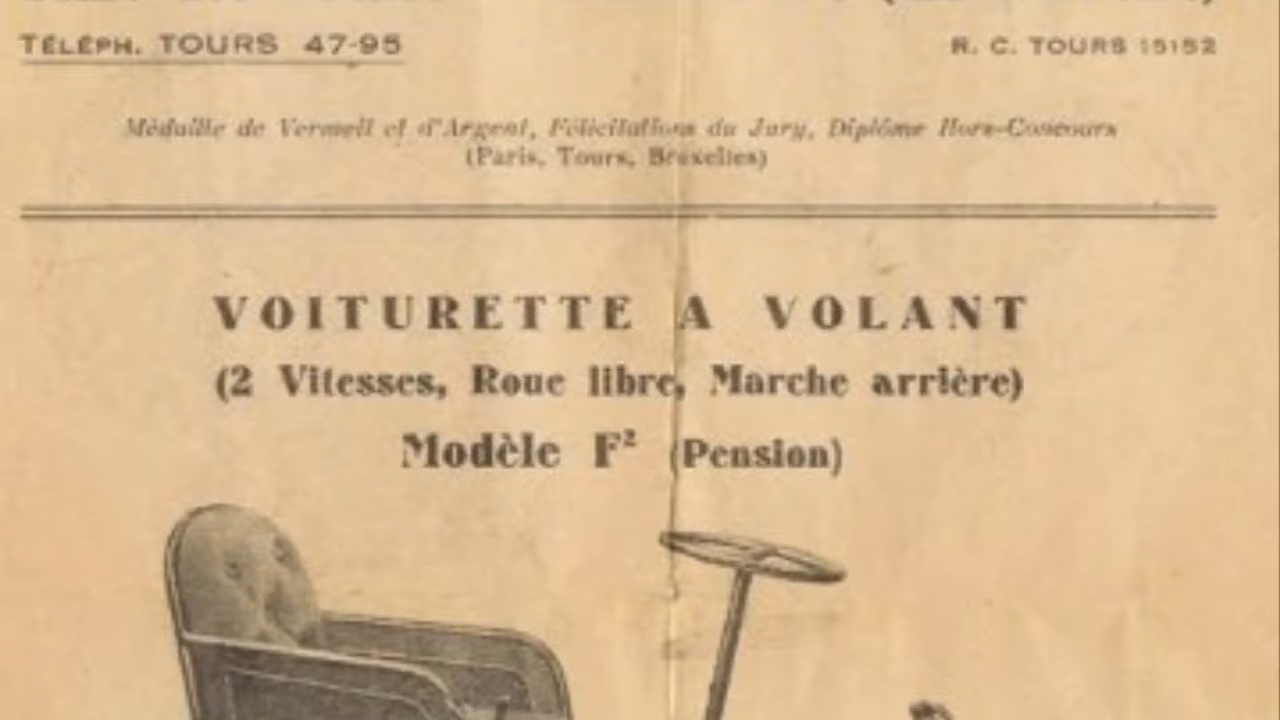 TÉLÉPH. TOURS 47-95
R. C. TOURS 15152
Médaille de Vermeil et d'Argent, Félicitations du Jury, Diplôme Hors-Concours
(Paris, Tours, Bruxelles)
VOITURETTE A VOLANT
(2 Vitesses, Roue libre, Marche arrière)
Modèle F² (Pension)